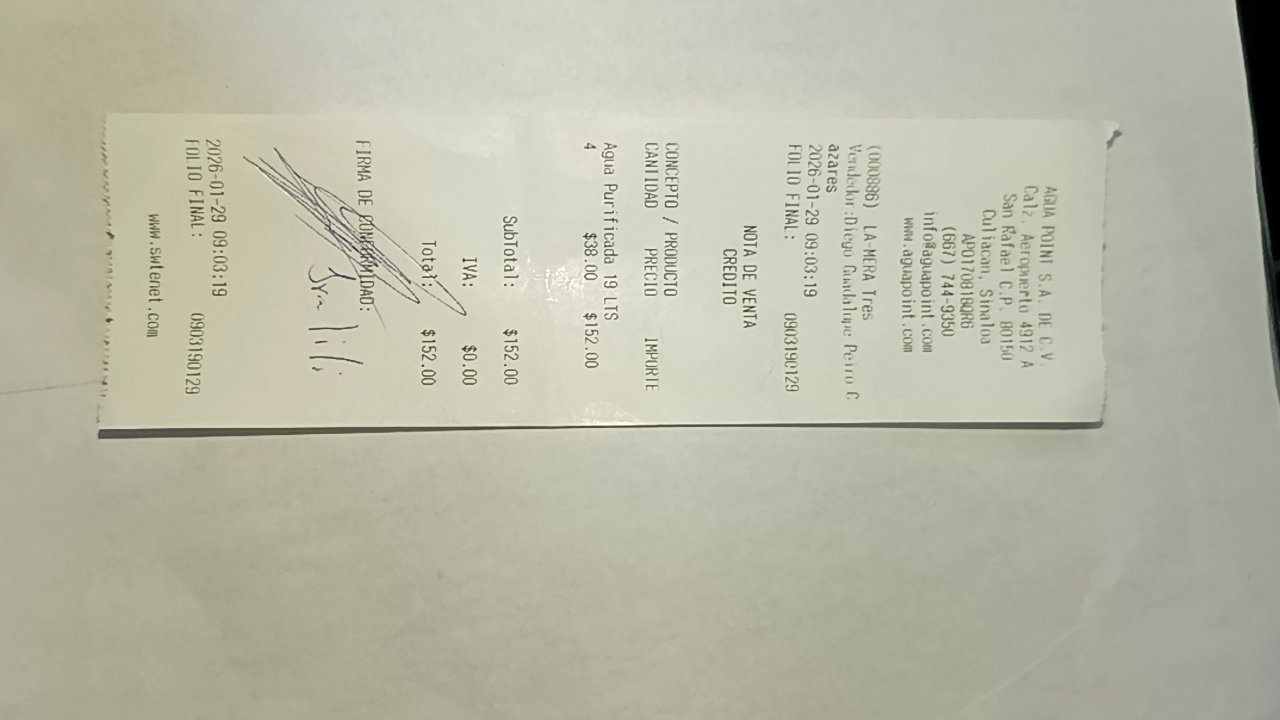 AGUA POINT S.A. DE C.V.
Calz. Aeropuerto 4912 A
San Rafael C.P. 80150
Culiacan, Sinaloa
APO170818QR6
(667) 744-9350
info@aguapoint.com
www.aguapoint.com
(000886) LA-MERA Tres
Vendedor:Diego Guadalupe Peiro C
azares
2026-01-29 09:03:19
FOLIO FINAL: 0903190129
NOTA DE VENTA
CREDITO
CONCEPTO / PRODUCTO
CANTIDAD PRECIO IMPORTE
Agua Purificada 19 LTS
4 $38.00 $152.00
SubTotal: $152.00
IVA: $0.00
Total: $152.00
FIRMA DE CONFORMIDAD:
2026-01-29 09:03:19
FOLIO FINAL: 0903190129
www.swtenet.com